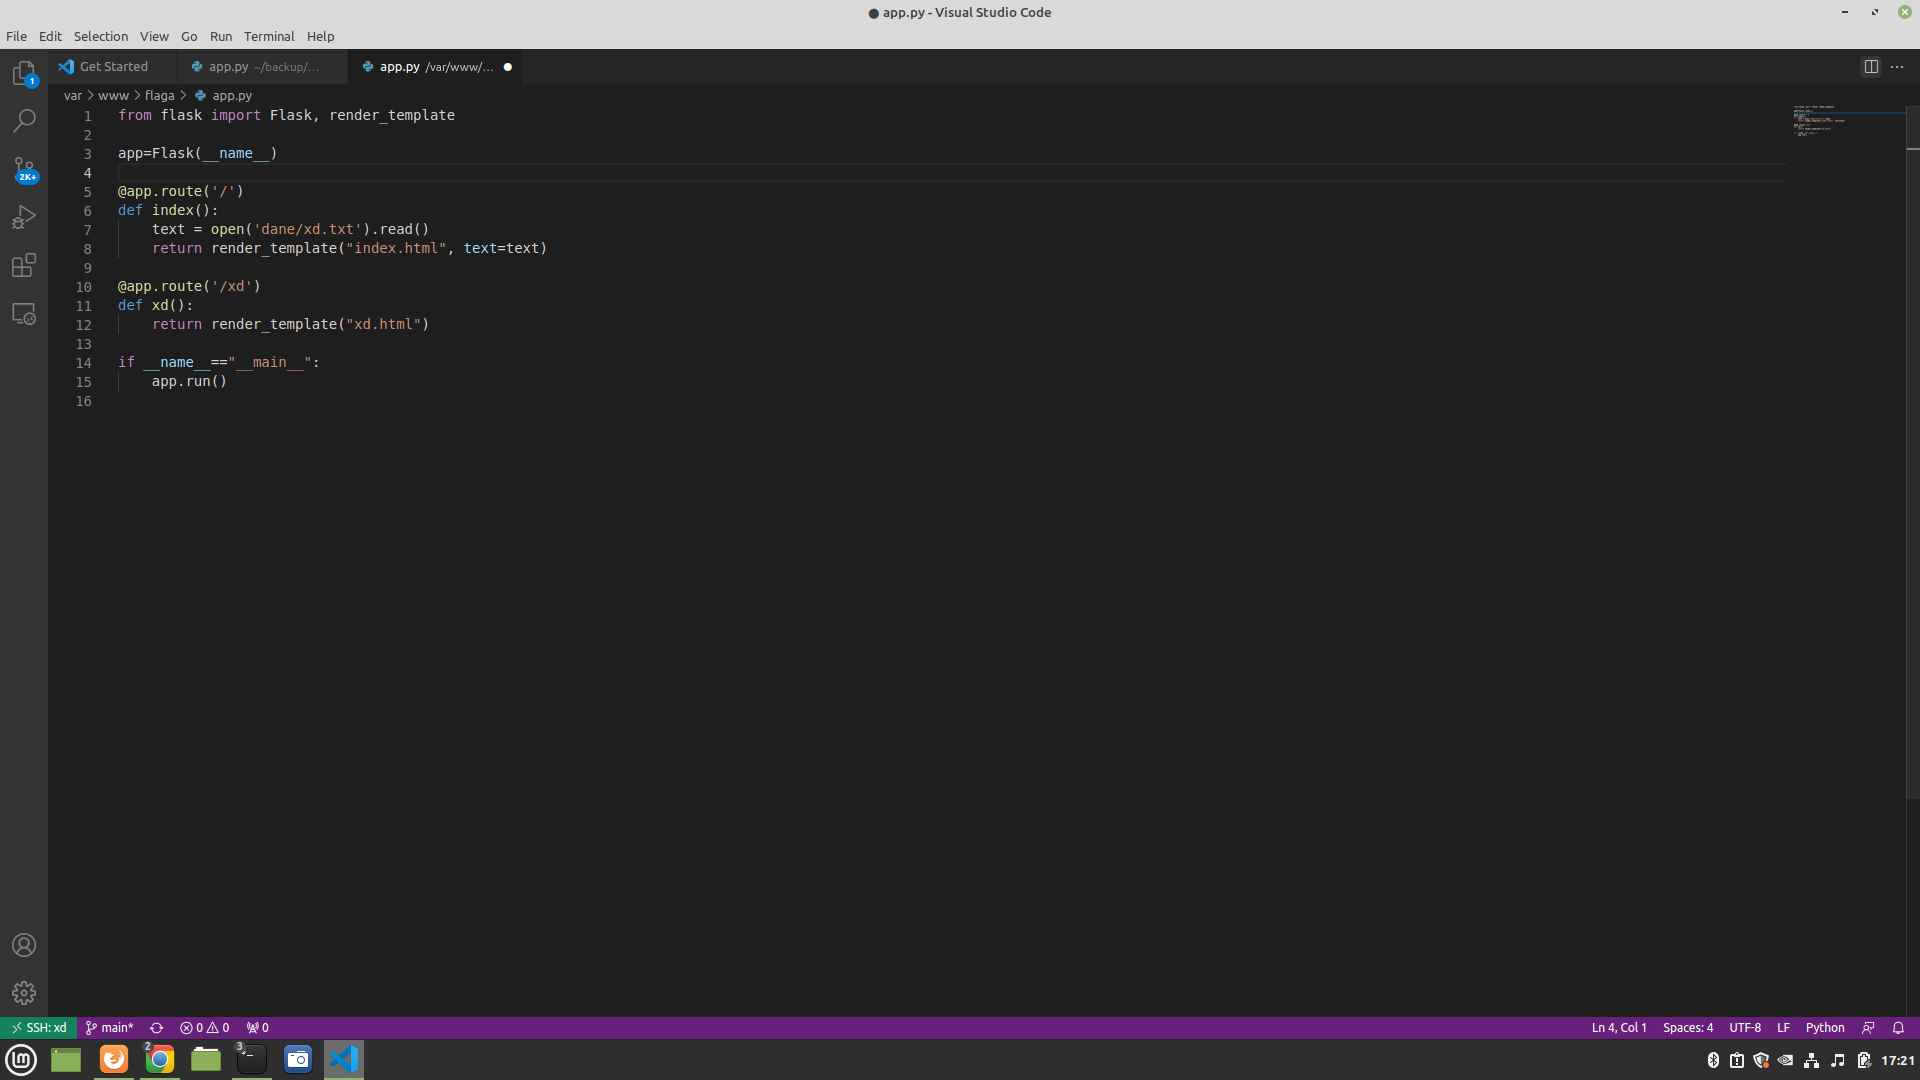 ● app.py - Visual Studio Code
File Edit Selection View Go Run Terminal Help
Get Started
app.py ~/backup/...
app.py /var/www/... ●
var > www > flaga > app.py
1 from flask import Flask, render_template
2
3 app=Flask(__name__)
4
5 @app.route('/')
6 def index():
7     text = open('dane/xd.txt').read()
8     return render_template("index.html", text=text)
9
10 @app.route('/xd')
11 def xd():
12     return render_template("xd.html")
13
14 if __name__=="__main__":
15     app.run()
16
1
2K+
SSH: xd main* 0 0 0
Ln 4, Col 1 Spaces: 4 UTF-8 LF Python
2 3 17:21